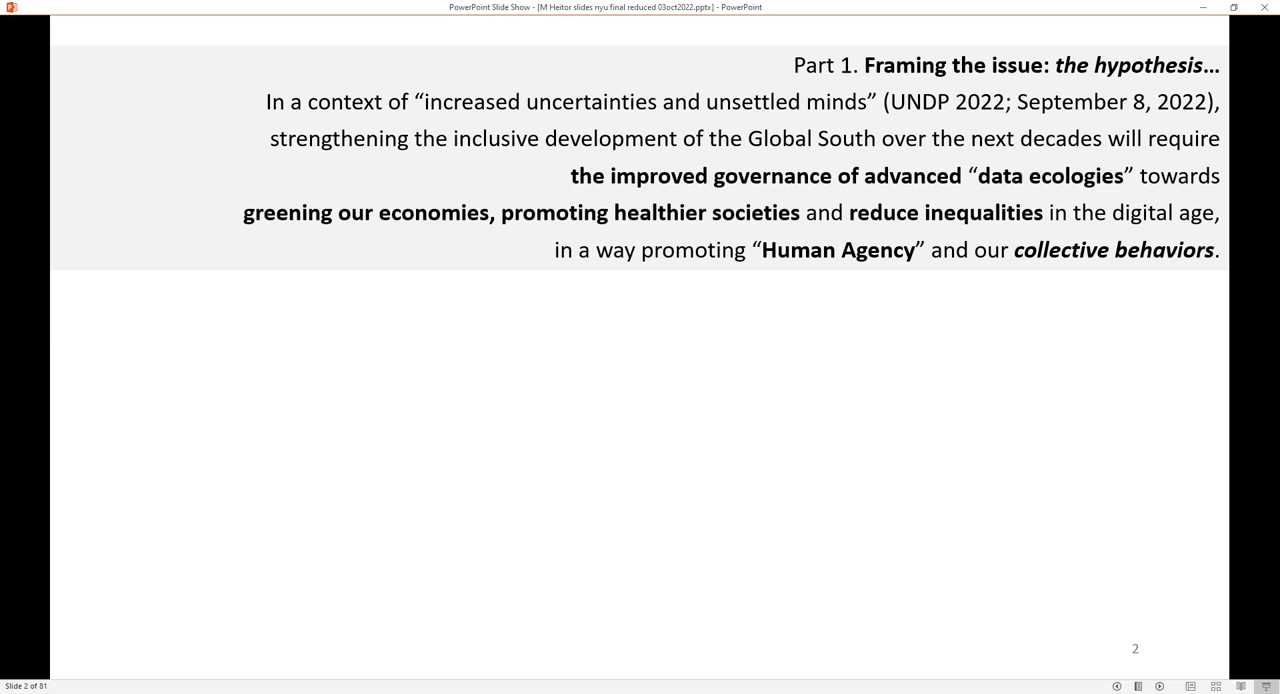 PowerPoint Slide Show - [M Heitor slides nyu final reduced 03oct2022.pptx] - PowerPoint
Part 1. Framing the issue: the hypothesis...
In a context of “increased uncertainties and unsettled minds” (UNDP 2022; September 8, 2022),
strengthening the inclusive development of the Global South over the next decades will require
the improved governance of advanced “data ecologies” towards
greening our economies, promoting healthier societies and reduce inequalities in the digital age,
in a way promoting “Human Agency” and our collective behaviors.
2
Slide 2 of 81